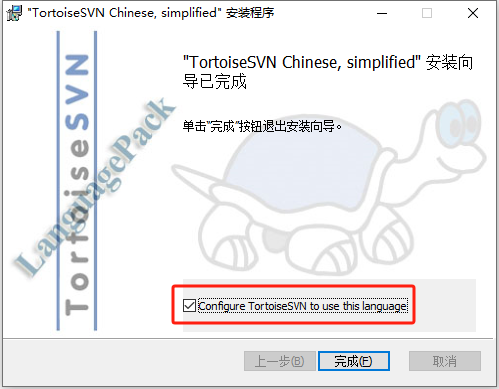 "TortoiseSVN Chinese, simplified" 安装程序
"TortoiseSVN Chinese, simplified" 安装向
导已完成
单击"完成"按钮退出安装向导。
TortoiseSVN
LanguagePack
Configure TortoiseSVN to use this language
上一步(B)
完成(F)
取消